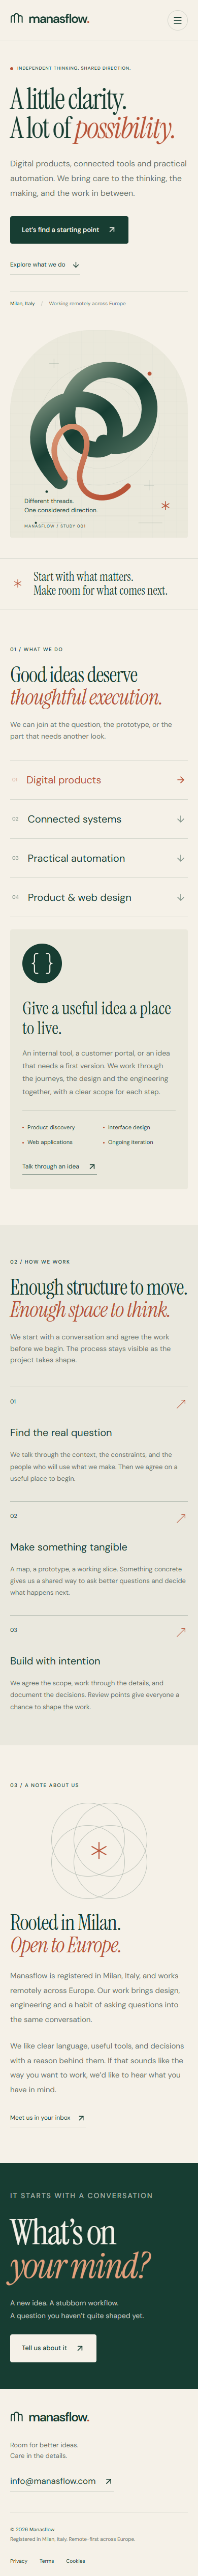 manasflow.
INDEPENDENT THINKING. SHARED DIRECTION.
A little clarity.
A lot of possibility.
Digital products, connected tools and practical
automation. We bring care to the thinking, the
making, and the work in between.
Let's find a starting point
Explore what we do
Milan, Italy / Working remotely across Europe
Different threads.
One considered direction.
MANASFLOW / STUDY 001
Start with what matters.
Make room for what comes next.
01 / WHAT WE DO
Good ideas deserve
thoughtful execution.
We can join at the question, the prototype, or the
part that needs another look.
01 Digital products
02 Connected systems
03 Practical automation
04 Product & web design
{ }
Give a useful idea a place
to live.
An internal tool, a customer portal, or an idea
that needs a first version. We work through
the journeys, the design and the engineering
together, with a clear scope for each step.
Product discovery
Interface design
Web applications
Ongoing iteration
Talk through an idea
02 / HOW WE WORK
Enough structure to move.
Enough space to think.
We start with a conversation and agree the work
before we begin. The process stays visible as the
project takes shape.
01
Find the real question
We talk through the context, the constraints, and the
people who will use what we make. Then we agree on a
useful place to begin.
02
Make something tangible
A map, a prototype, a working slice. Something concrete
gives us a shared way to ask better questions and decide
what happens next.
03
Build with intention
We agree the scope, work through the details, and
document the decisions. Review points give everyone a
chance to shape the work.
03 / A NOTE ABOUT US
Rooted in Milan.
Open to Europe.
Manasflow is registered in Milan, Italy, and works
remotely across Europe. Our work brings design,
engineering and a habit of asking questions into
the same conversation.
We like clear language, useful tools, and decisions
with a reason behind them. If that sounds like the
way you want to work, we'd like to hear what you
have in mind.
Meet us in your inbox
IT STARTS WITH A CONVERSATION
What's on
your mind?
A new idea. A stubborn workflow.
A question you haven't quite shaped yet.
Tell us about it
manasflow.
Room for better ideas.
Care in the details.
info@manasflow.com
© 2026 Manasflow
Registered in Milan, Italy. Remote-first across Europe.
Privacy Terms Cookies